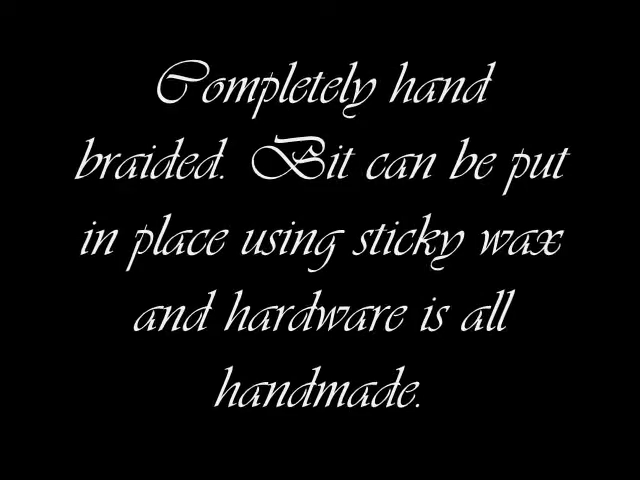 Completely hand
braided. Bit can be put
in place using sticky wax
and hardware is all
handmade.